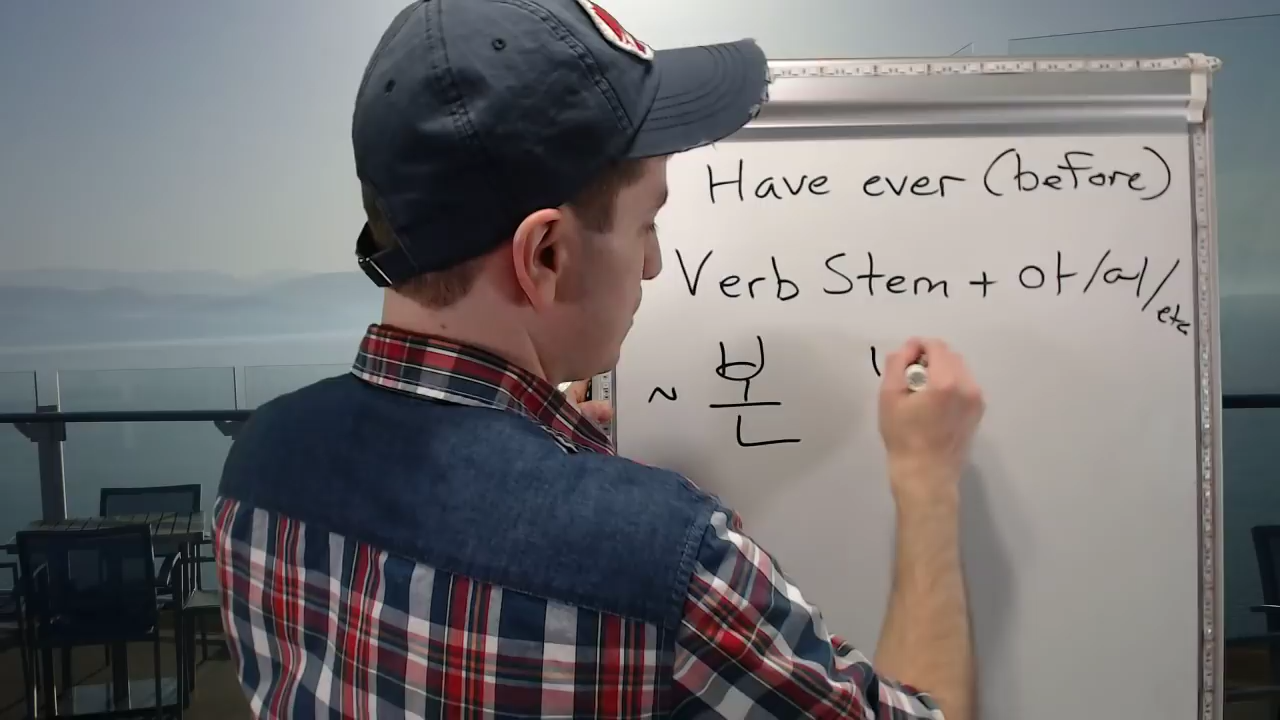 Have ever (before)
Verb Stem + 어/아/etc
~ 본